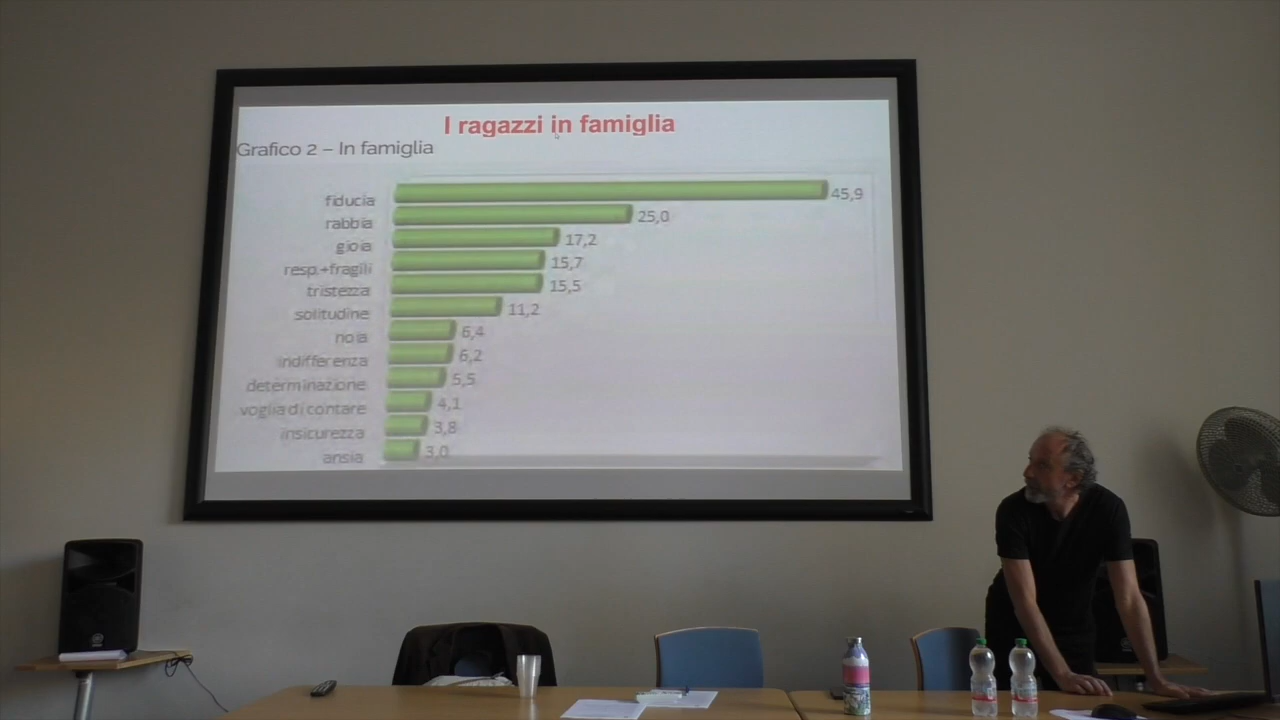 I ragazzi in famiglia
Grafico 2 – In famiglia
fiducia 45,9
rabbia 25,0
gioia 17,2
resp.+fragili 15,7
tristezza 15,5
solitudine 11,2
noia 6,4
indifferenza 6,2
determinazione 5,5
voglia di contare 4,1
insicurezza 3,8
ansia 3,0